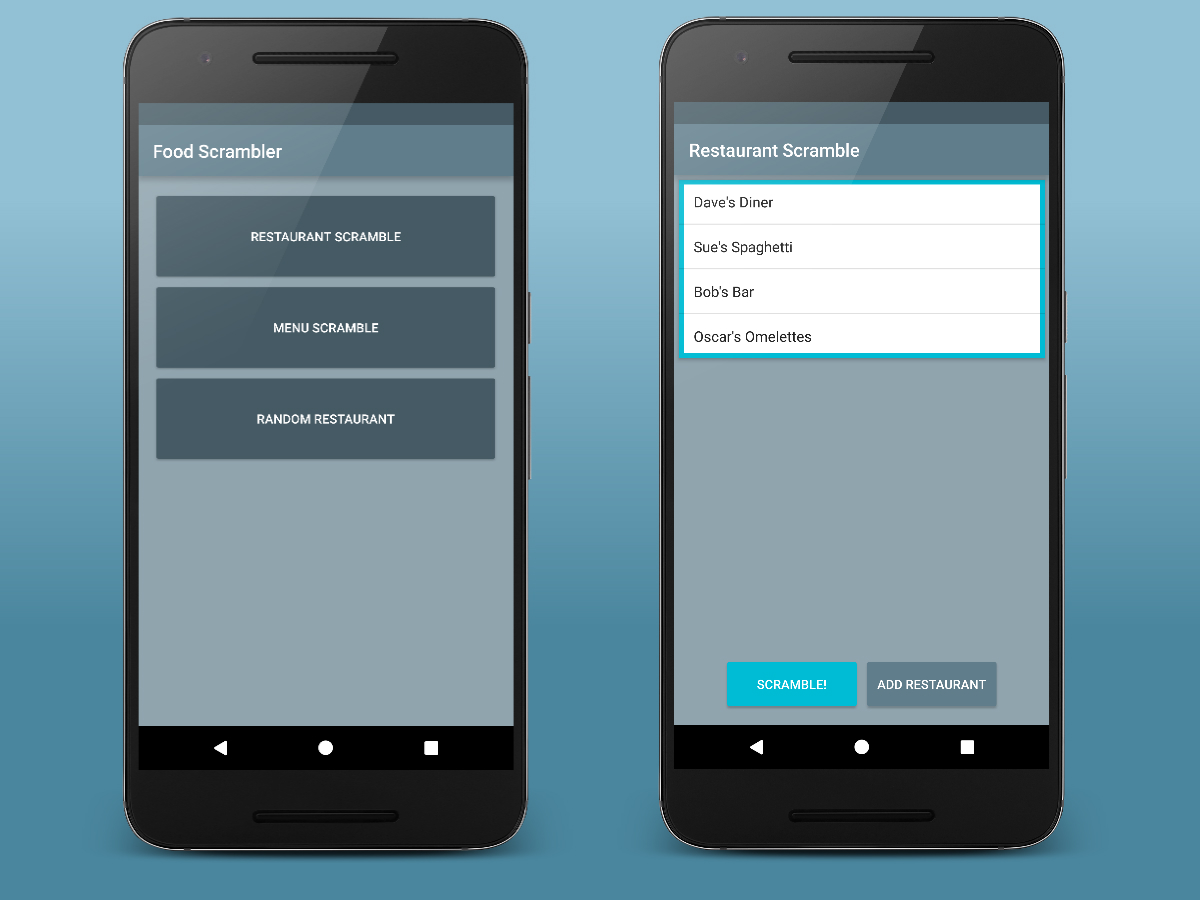 Food Scrambler
RESTAURANT SCRAMBLE
MENU SCRAMBLE
RANDOM RESTAURANT
Restaurant Scramble
Dave's Diner
Sue's Spaghetti
Bob's Bar
Oscar's Omelettes
SCRAMBLE!
ADD RESTAURANT